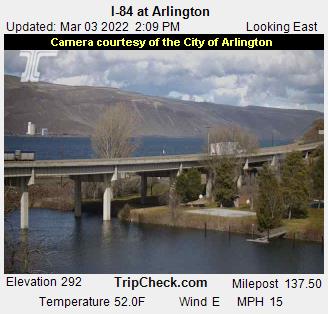 I-84 at Arlington
Updated: Mar 03 2022 2:09 PM Looking East
Camera courtesy of the City of Arlington
Elevation 292 TripCheck.com Milepost 137.50
Temperature 52.0F Wind E MPH 15